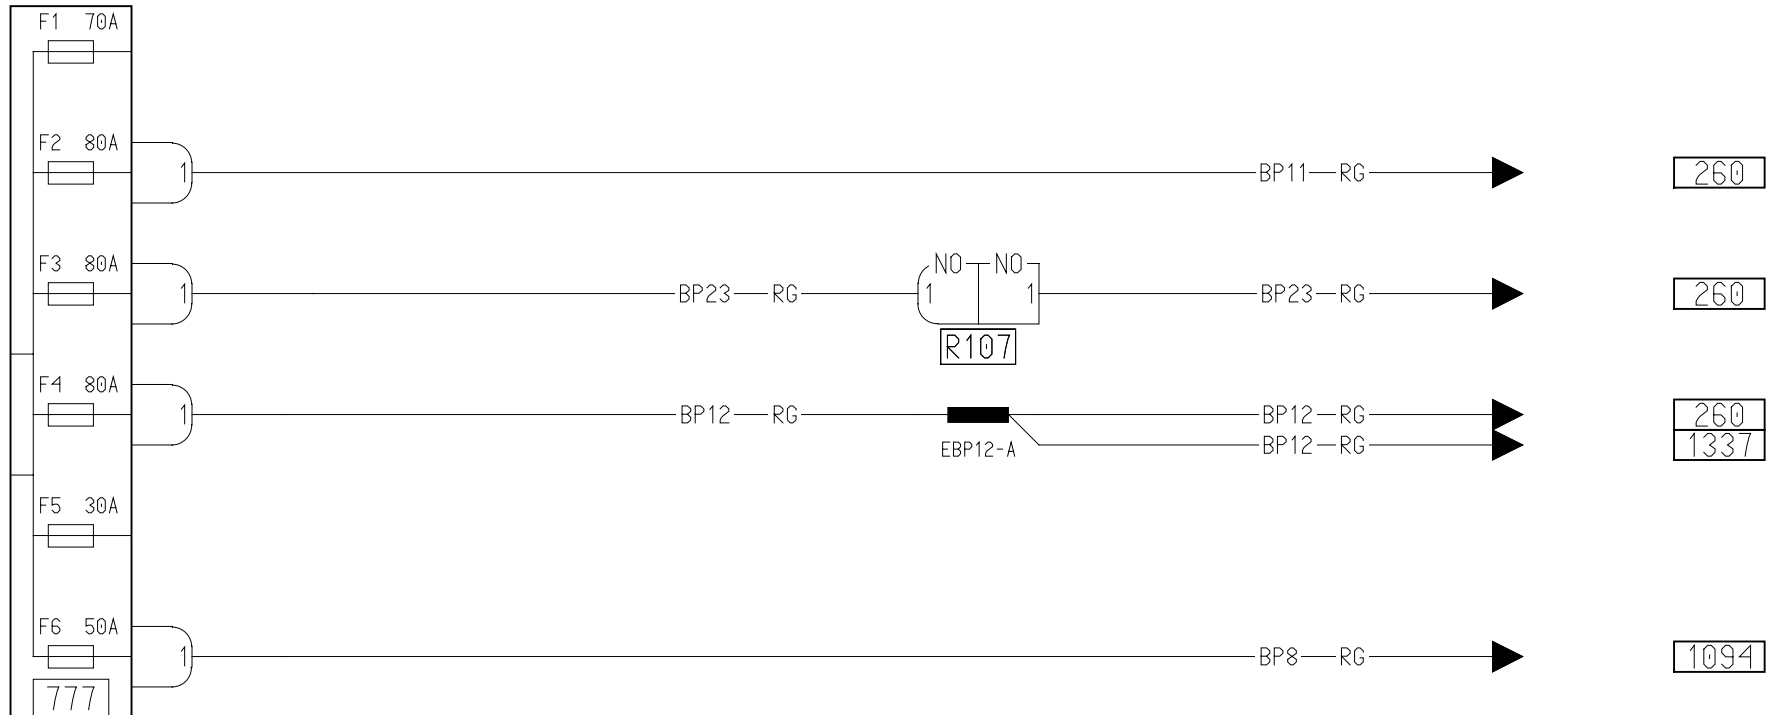 F1 70A
F2 80A
1 BP11 RG 260
F3 80A
NO NO
1 BP23 RG 1 1 BP23 RG 260
R107
F4 80A
1 BP12 RG BP12 RG 260
EBP12-A BP12 RG 1337
F5 30A
F6 50A
1 BP8 RG 1094
777